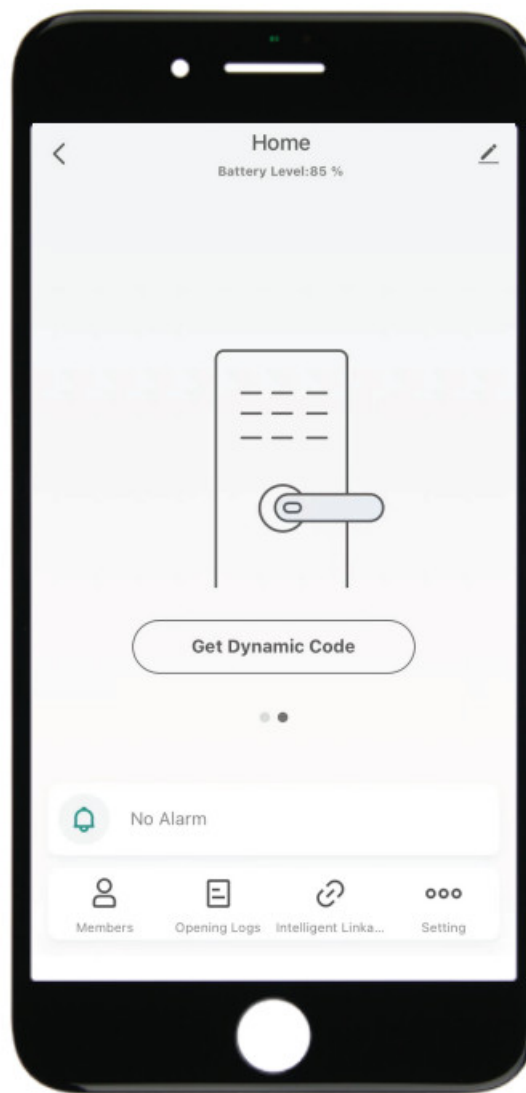 Home
Battery Level:85 %
Get Dynamic Code
No Alarm
Members
Opening Logs
Intelligent Linka...
Setting